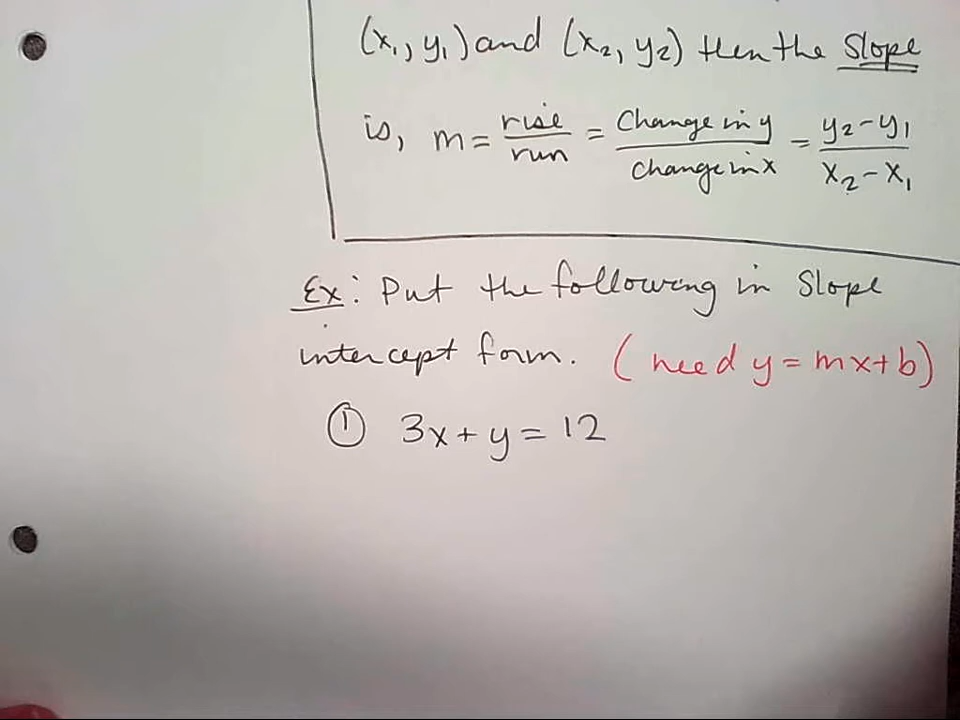 (x₁, y₁) and (x₂, y₂) then the Slope
is, m = rise/run = Change in y/change in x = y₂-y₁/x₂-x₁
Ex: Put the following in Slope
intercept form. (need y = mx+b)
① 3x+y = 12